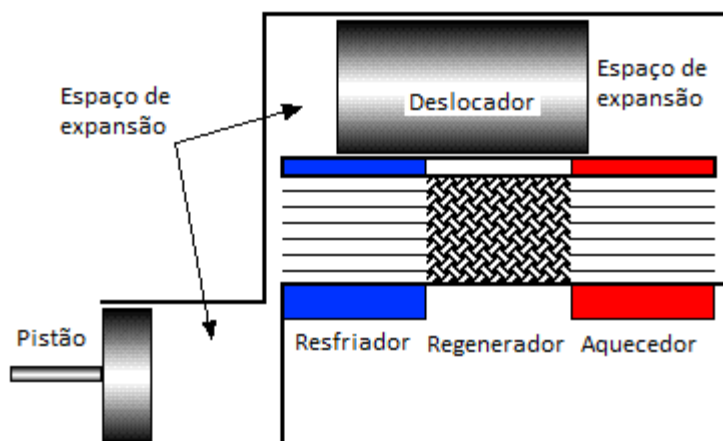 Espaço de
expansão
Deslocador
Espaço de
expansão
Pistão
Resfriador
Regenerador
Aquecedor